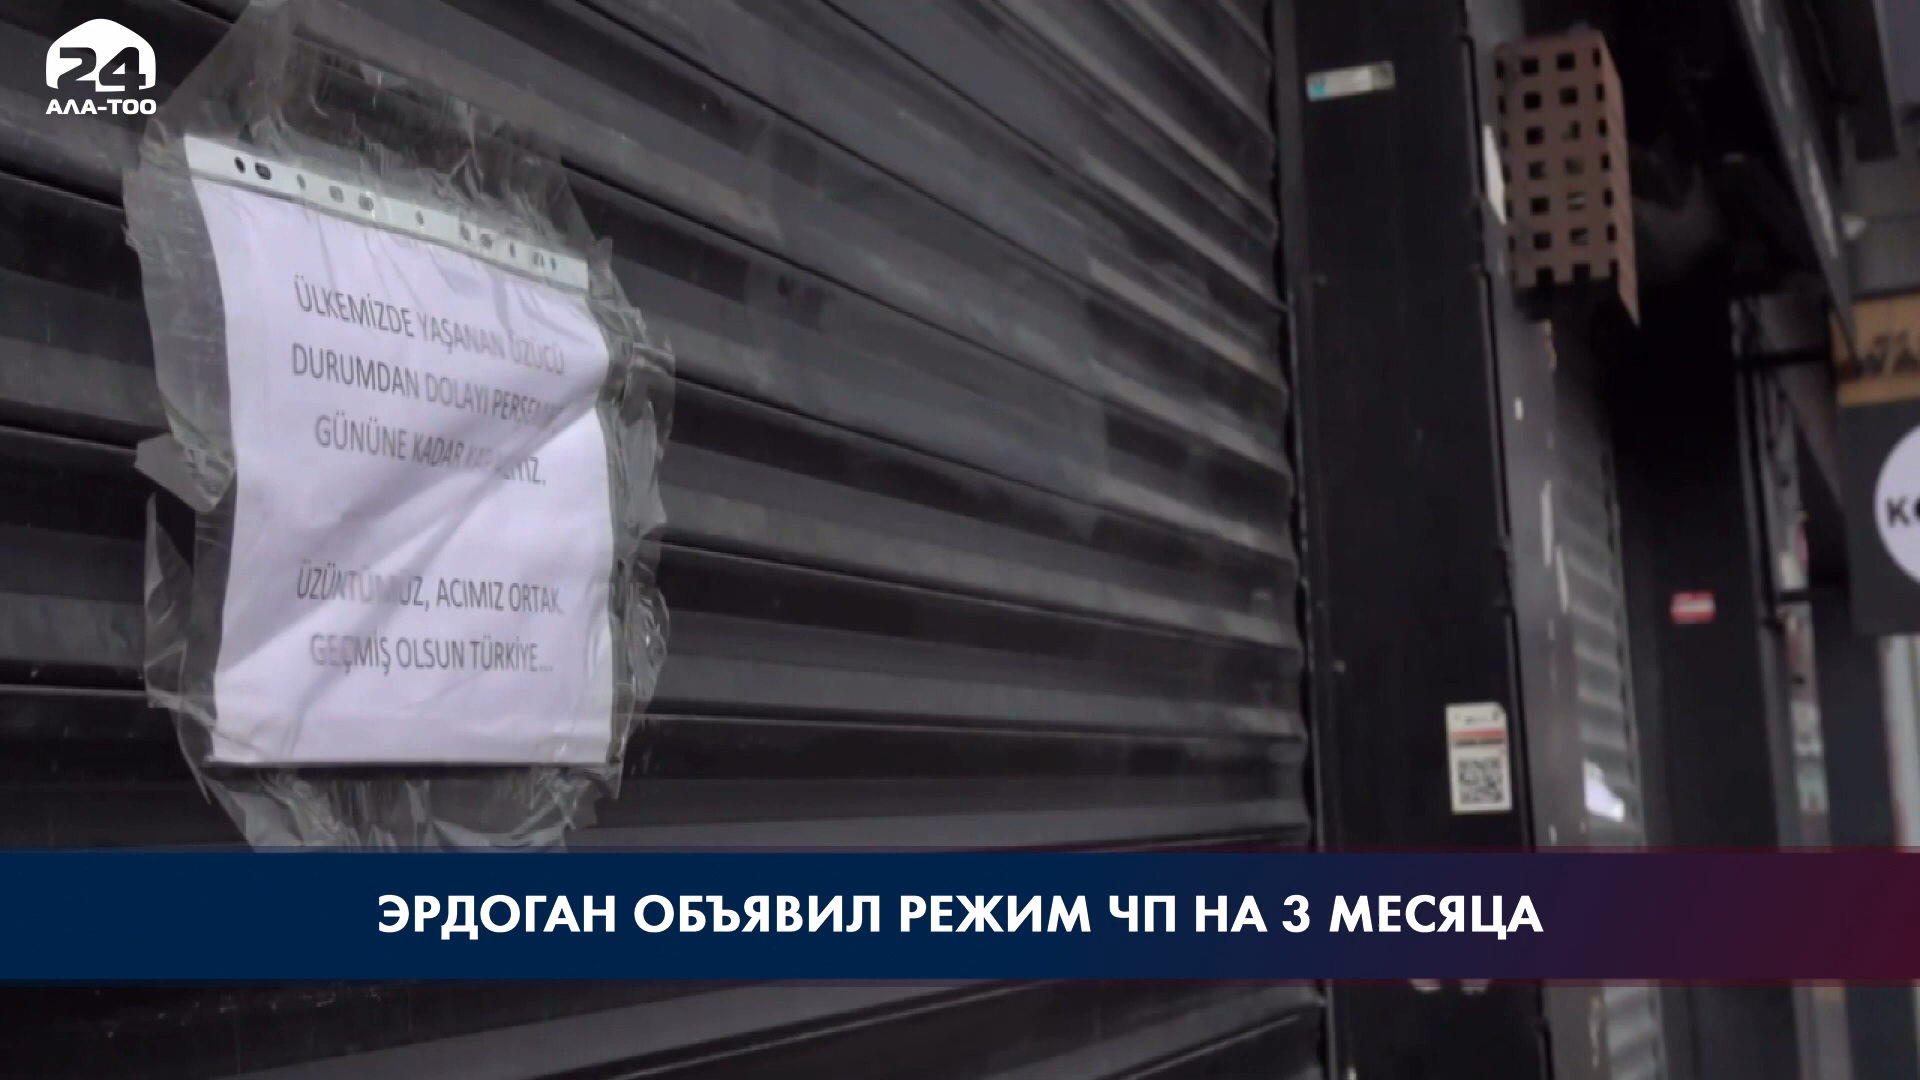 24
АЛА-ТОО
ÜLKEMİZDE YAŞANAN ÜZÜCÜ
DURUMDAN DOLAYI
GÜNÜNE KADAR
ÜZÜNTÜMÜZ, ACIMIZ ORTAK
GEÇMİŞ OLSUN TÜRKİYE...
ЭРДОГАН ОБЪЯВИЛ РЕЖИМ ЧП НА 3 МЕСЯЦА